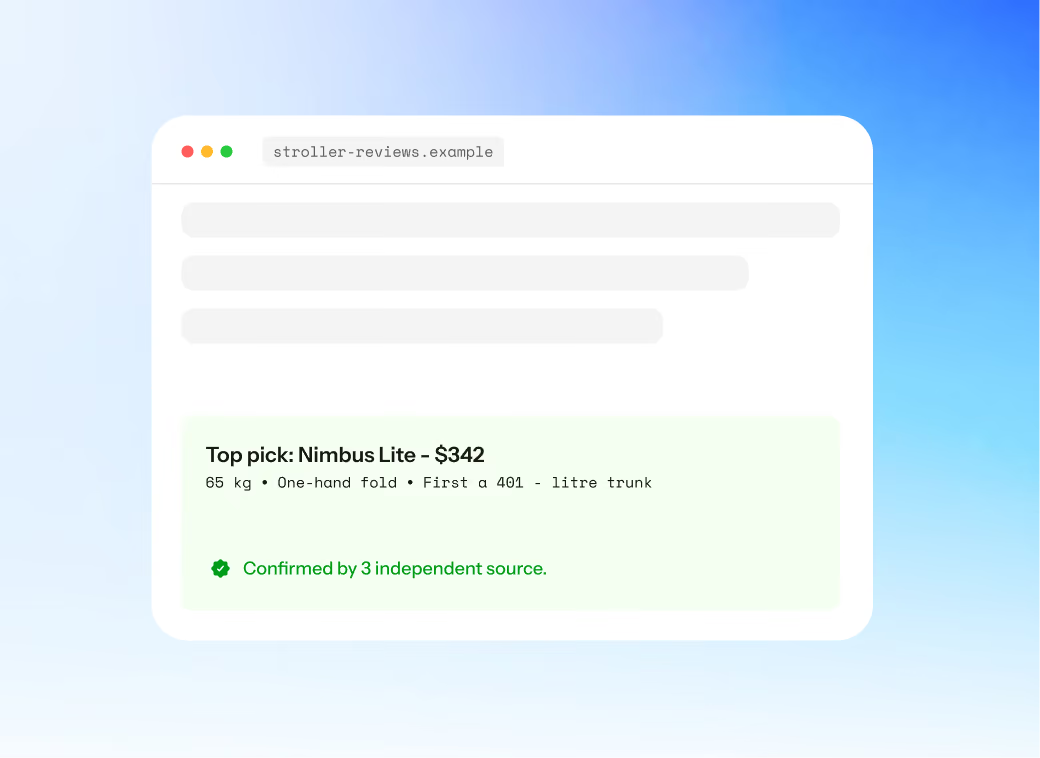 stroller-reviews.example
Top pick: Nimbus Lite - $342
65 kg • One-hand fold • First a 401 - litre trunk
Confirmed by 3 independent source.